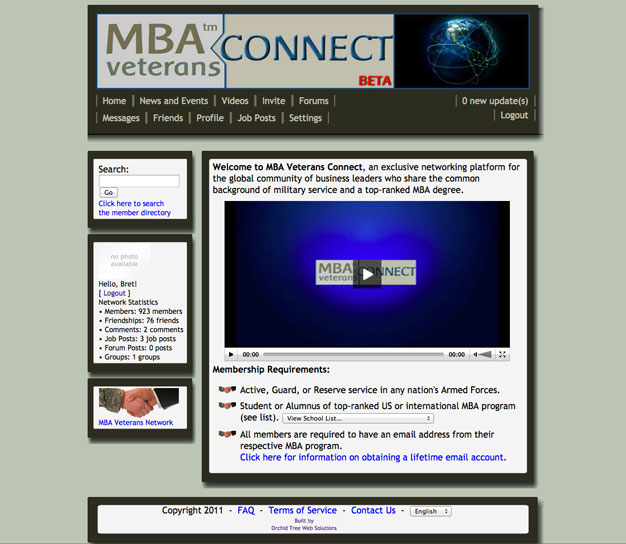 MBA tm
veterans
CONNECT
BETA
Home
News and Events
Videos
Invite
Forums
0 new update(s)
Messages
Friends
Profile
Job Posts
Settings
Logout
Search:
Go
Click here to search
the member directory
no photo
available
Hello, Bret!
[ Logout ]
Network Statistics
• Members: 923 members
• Friendships: 76 friends
• Comments: 2 comments
• Job Posts: 3 job posts
• Forum Posts: 0 posts
• Groups: 1 groups
MBA Veterans Network
Welcome to MBA Veterans Connect, an exclusive networking platform for
the global community of business leaders who share the common
background of military service and a top-ranked MBA degree.
MBA
veterans
CONNECT
00:00
00:00
Membership Requirements:
Active, Guard, or Reserve service in any nation's Armed Forces.
Student or Alumnus of top-ranked US or international MBA program
(see list). View School List...
All members are required to have an email address from their
respective MBA program.
Click here for information on obtaining a lifetime email account.
Copyright 2011 - FAQ - Terms of Service - Contact Us - English
Built by
Orchid Tree Web Solutions